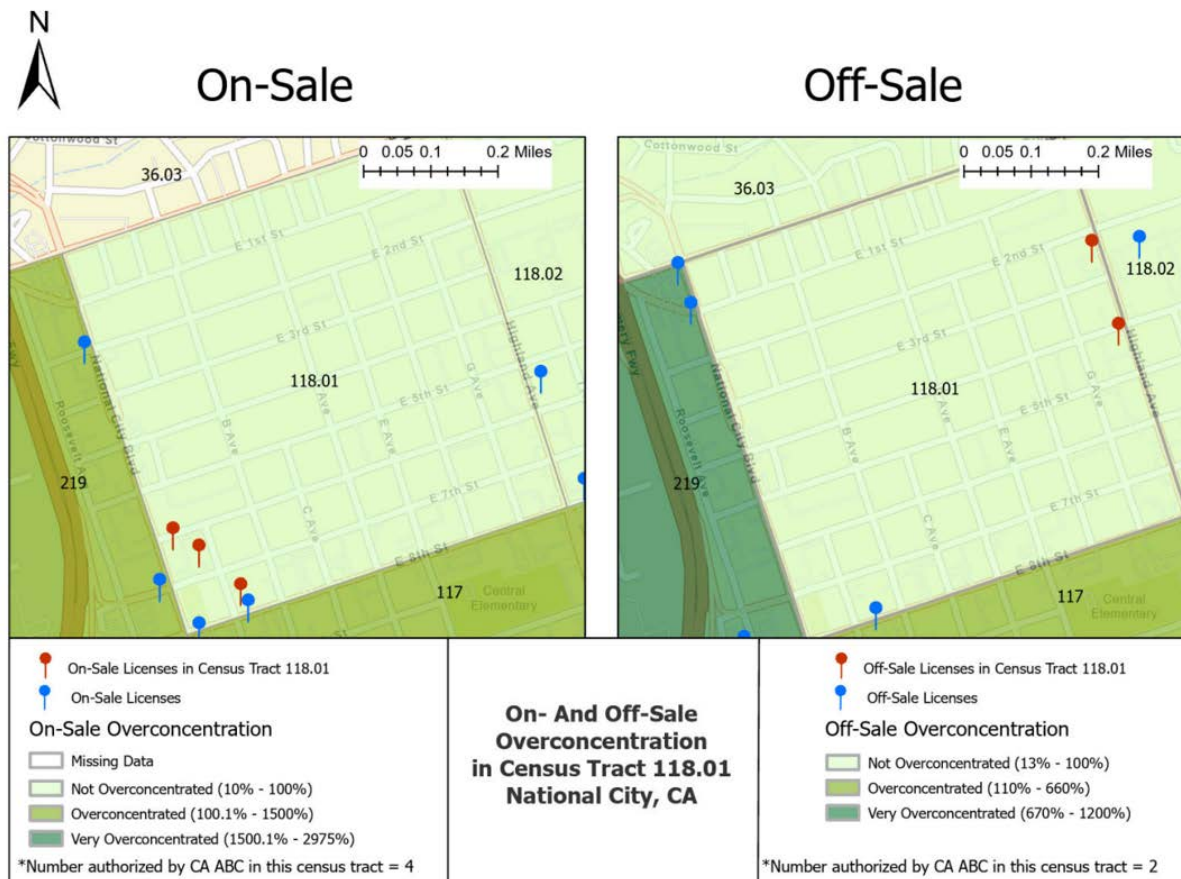 N
On-Sale
Off-Sale
Cottonwood St
36.03
0 0.05 0.1 0.2 Miles
E 1st St
E 2nd St
118.02
E 3rd St
118.01
National City Blvd
Highland Ave
G Ave
E 5th St
E Ave
Roosevelt Ave
B Ave
219
E 7th St
C Ave
E 8th St
117
Central
Elementary
Cottonwood St
36.03
0 0.05 0.1 0.2 Miles
E 1st St
E 2nd St
118.02
E 3rd St
118.01
National City Blvd
Highland Ave
G Ave
E 5th St
E Ave
Roosevelt Ave
B Ave
219
E 7th St
C Ave
E 8th St
117
Central
Elementary
On-Sale Licenses in Census Tract 118.01
On-Sale Licenses
On-Sale Overconcentration
Missing Data
Not Overconcentrated (10% - 100%)
Overconcentrated (100.1% - 1500%)
Very Overconcentrated (1500.1% - 2975%)
*Number authorized by CA ABC in this census tract = 4
On- And Off-Sale
Overconcentration
in Census Tract 118.01
National City, CA
Off-Sale Licenses in Census Tract 118.01
Off-Sale Licenses
Off-Sale Overconcentration
Not Overconcentrated (13% - 100%)
Overconcentrated (110% - 660%)
Very Overconcentrated (670% - 1200%)
*Number authorized by CA ABC in this census tract = 2